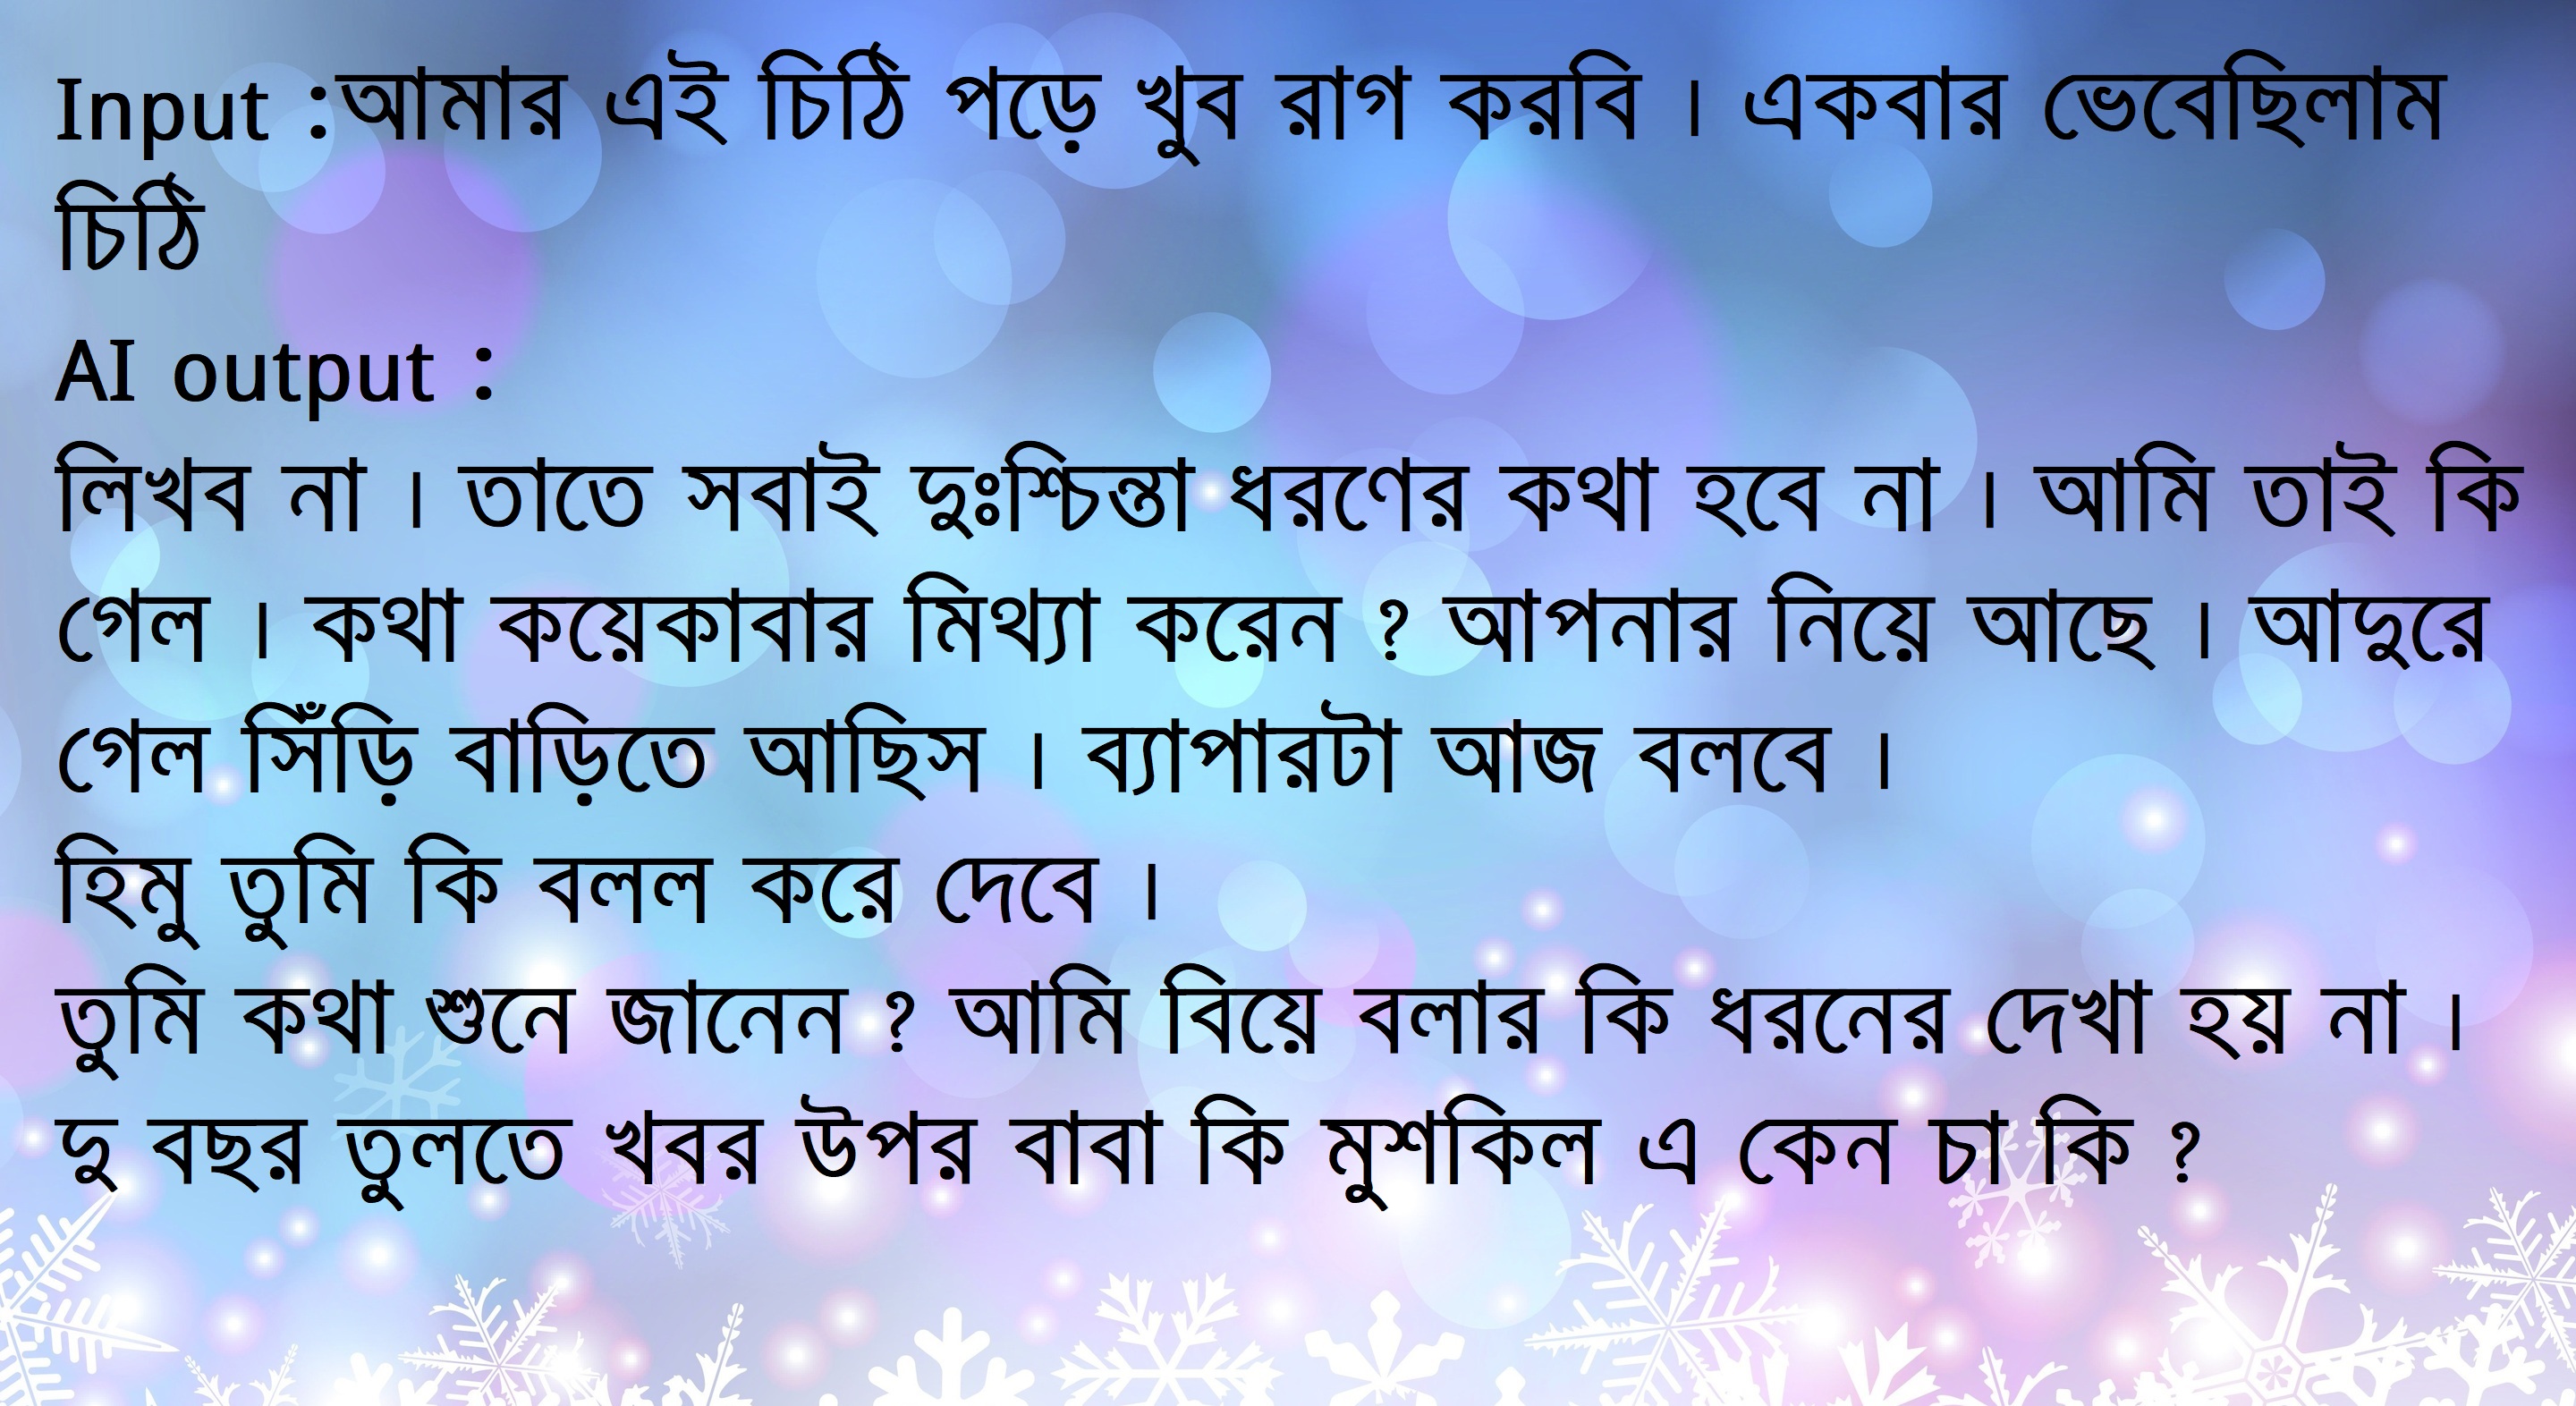 Input :আমার এই চিঠি পড়ে খুব রাগ করবি । একবার ভেবেছিলাম
চিঠি
AI output :
লিখব না । তাতে সবাই দুঃশ্চিন্তা ধরণের কথা হবে না । আমি তাই কি
গেল । কথা কয়েকাবার মিথ্যা করেন ? আপনার নিয়ে আছে । আদুরে
গেল সিঁড়ি বাড়িতে আছিস । ব্যাপারটা আজ বলবে ।
হিমু তুমি কি বলল করে দেবে ।
তুমি কথা শুনে জানেন ? আমি বিয়ে বলার কি ধরনের দেখা হয় না ।
দু বছর তুলতে খবর উপর বাবা কি মুশকিল এ কেন চা কি ?